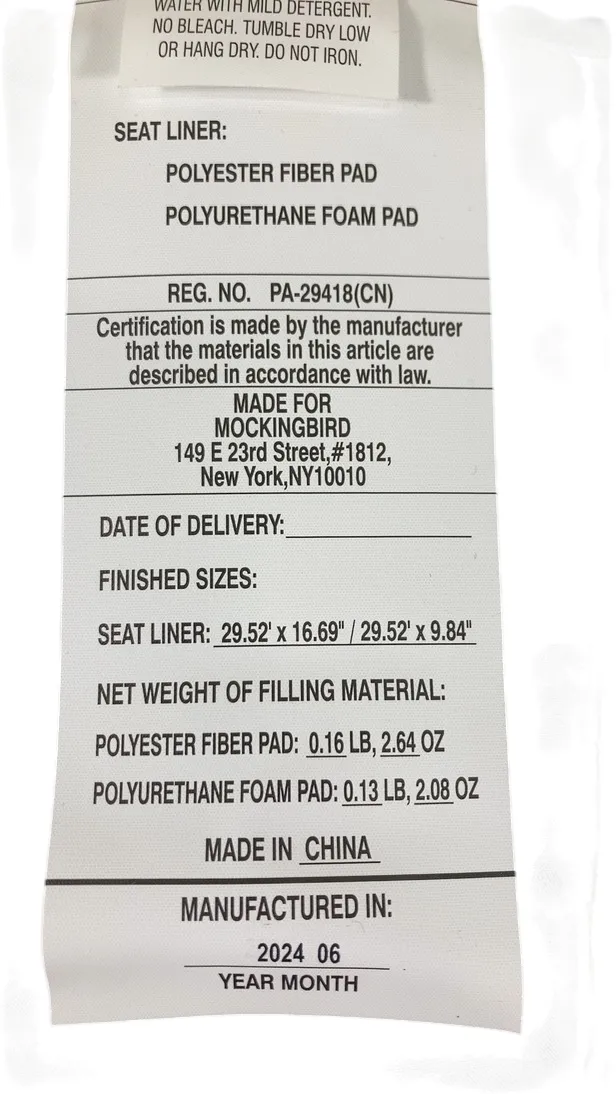 WATER WITH MILD DETERGENT.
NO BLEACH. TUMBLE DRY LOW
OR HANG DRY. DO NOT IRON.
SEAT LINER:
POLYESTER FIBER PAD
POLYURETHANE FOAM PAD
REG. NO. PA-29418(CN)
Certification is made by the manufacturer
that the materials in this article are
described in accordance with law.
MADE FOR
MOCKINGBIRD
149 E 23rd Street,#1812,
New York,NY10010
DATE OF DELIVERY:
FINISHED SIZES:
SEAT LINER: 29.52' x 16.69" / 29.52' x 9.84"
NET WEIGHT OF FILLING MATERIAL:
POLYESTER FIBER PAD: 0.16 LB, 2.64 OZ
POLYURETHANE FOAM PAD: 0.13 LB, 2.08 OZ
MADE IN CHINA
MANUFACTURED IN:
2024 06
YEAR MONTH